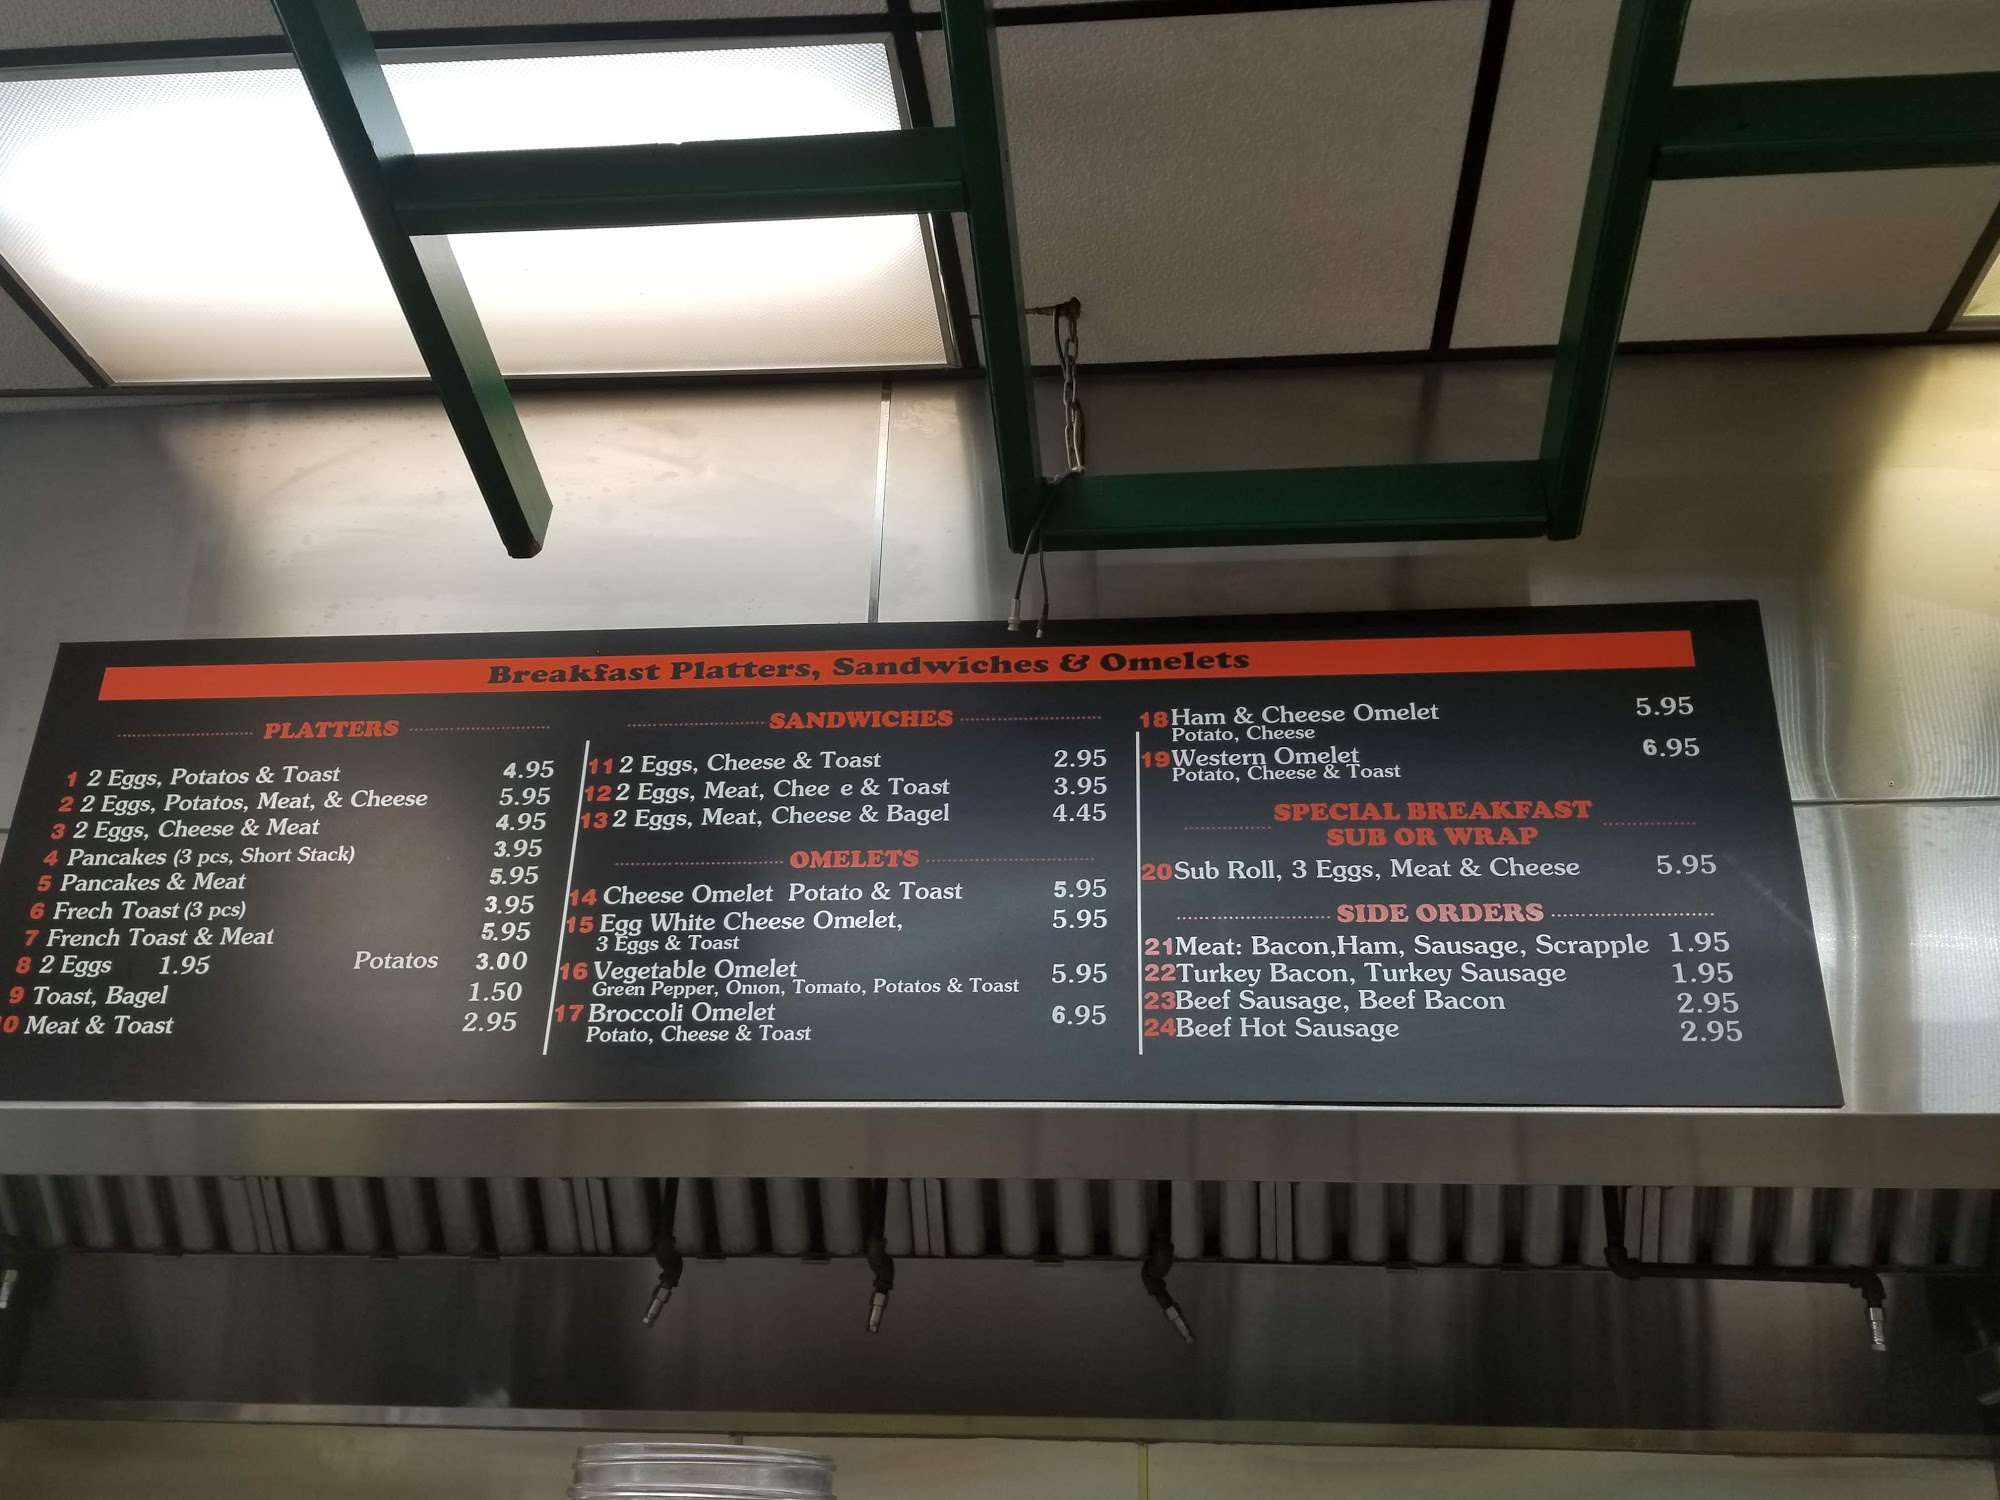 Breakfast Platters, Sandwiches & Omelets
PLATTERS
1 2 Eggs, Potatos & Toast 4.95
2 2 Eggs, Potatos, Meat, & Cheese 5.95
3 2 Eggs, Cheese & Meat 4.95
4 Pancakes (3 pcs, Short Stack) 3.95
5 Pancakes & Meat 5.95
6 Frech Toast (3 pcs) 3.95
7 French Toast & Meat 5.95
8 2 Eggs 1.95 Potatos 3.00
9 Toast, Bagel 1.50
10 Meat & Toast 2.95
SANDWICHES
11 2 Eggs, Cheese & Toast 2.95
12 2 Eggs, Meat, Chee e & Toast 3.95
13 2 Eggs, Meat, Cheese & Bagel 4.45
OMELETS
14 Cheese Omelet Potato & Toast 5.95
15 Egg White Cheese Omelet, 5.95
3 Eggs & Toast
16 Vegetable Omelet 5.95
Green Pepper, Onion, Tomato, Potatos & Toast
17 Broccoli Omelet 6.95
Potato, Cheese & Toast
18 Ham & Cheese Omelet 5.95
Potato, Cheese
19 Western Omelet 6.95
Potato, Cheese & Toast
SPECIAL BREAKFAST
SUB OR WRAP
20 Sub Roll, 3 Eggs, Meat & Cheese 5.95
SIDE ORDERS
21 Meat: Bacon,Ham, Sausage, Scrapple 1.95
22 Turkey Bacon, Turkey Sausage 1.95
23 Beef Sausage, Beef Bacon 2.95
24 Beef Hot Sausage 2.95